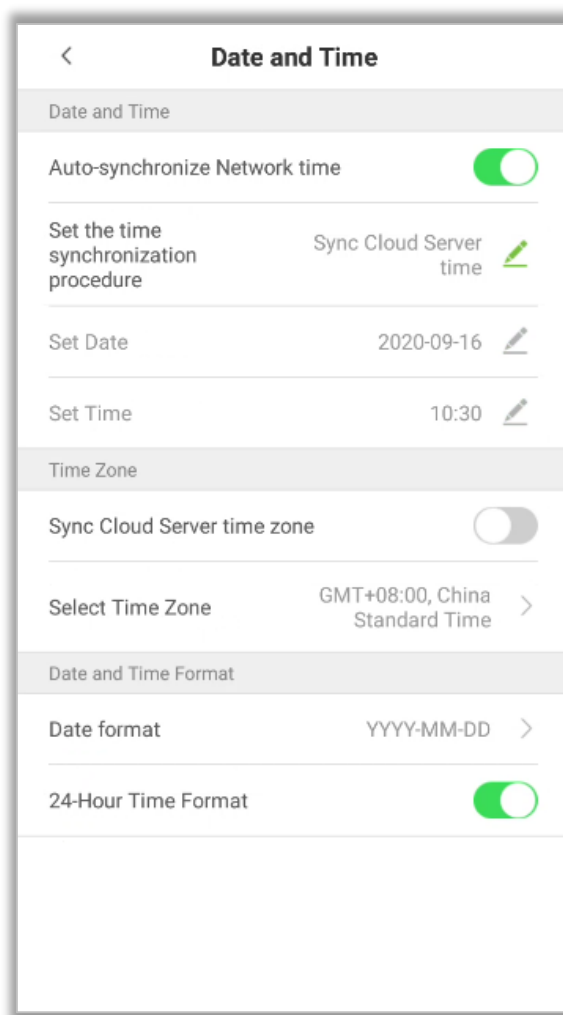 Date and Time
Date and Time
Auto-synchronize Network time
Set the time
synchronization
procedure
Sync Cloud Server
time
Set Date
2020-09-16
Set Time
10:30
Time Zone
Sync Cloud Server time zone
Select Time Zone
GMT+08:00, China
Standard Time
Date and Time Format
Date format
YYYY-MM-DD
24-Hour Time Format